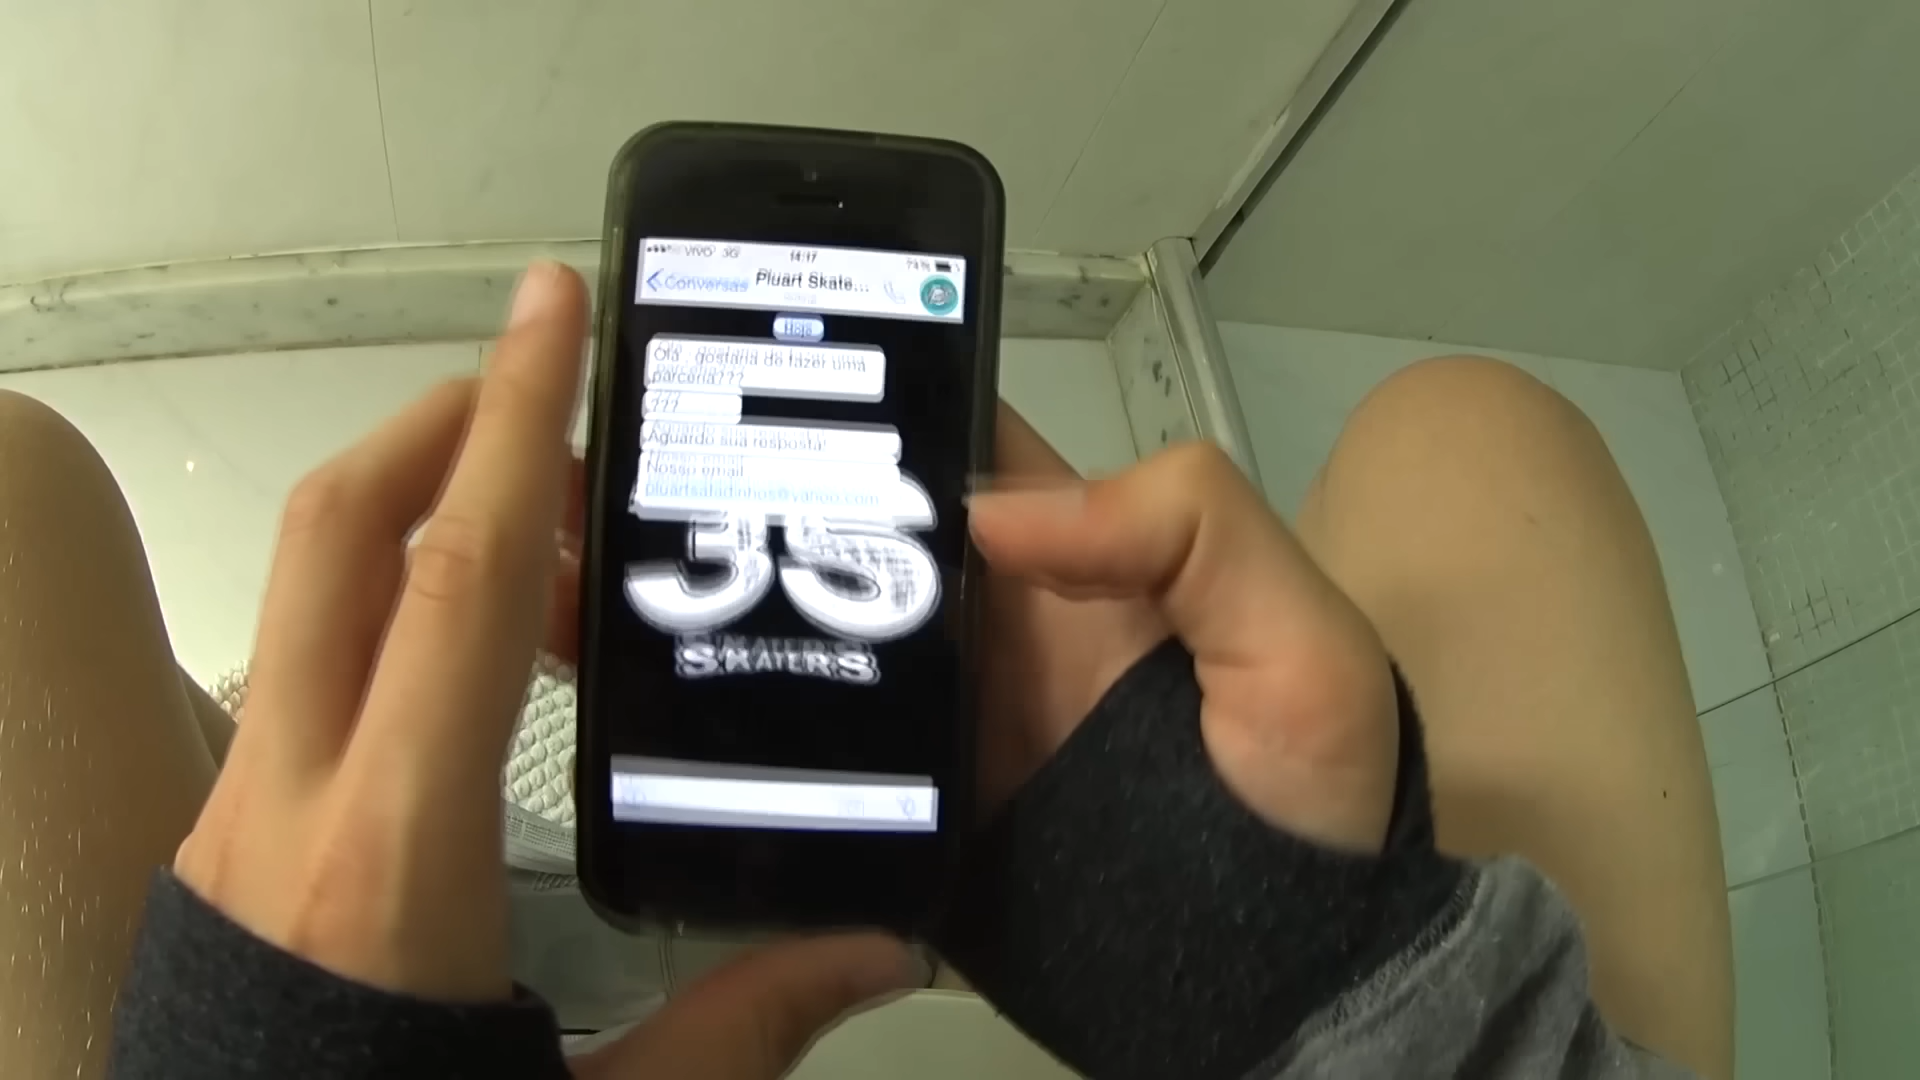 VIVO 3G 14:17 74%
Conversas Pluart Skate...
Hoje
Olá , gostaria de fazer uma
parceria???
???
Aguardo sua resposta!
Nosso email
35
SKATERS